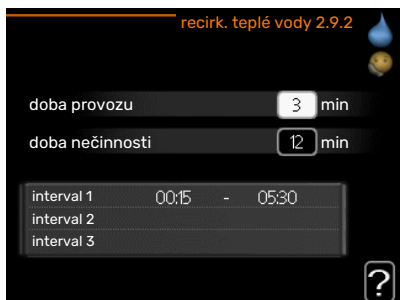 recirk. teplé vody 2.9.2
doba provozu 3 min
doba nečinnosti 12 min
interval 1 00:15 - 05:30
interval 2
interval 3
?